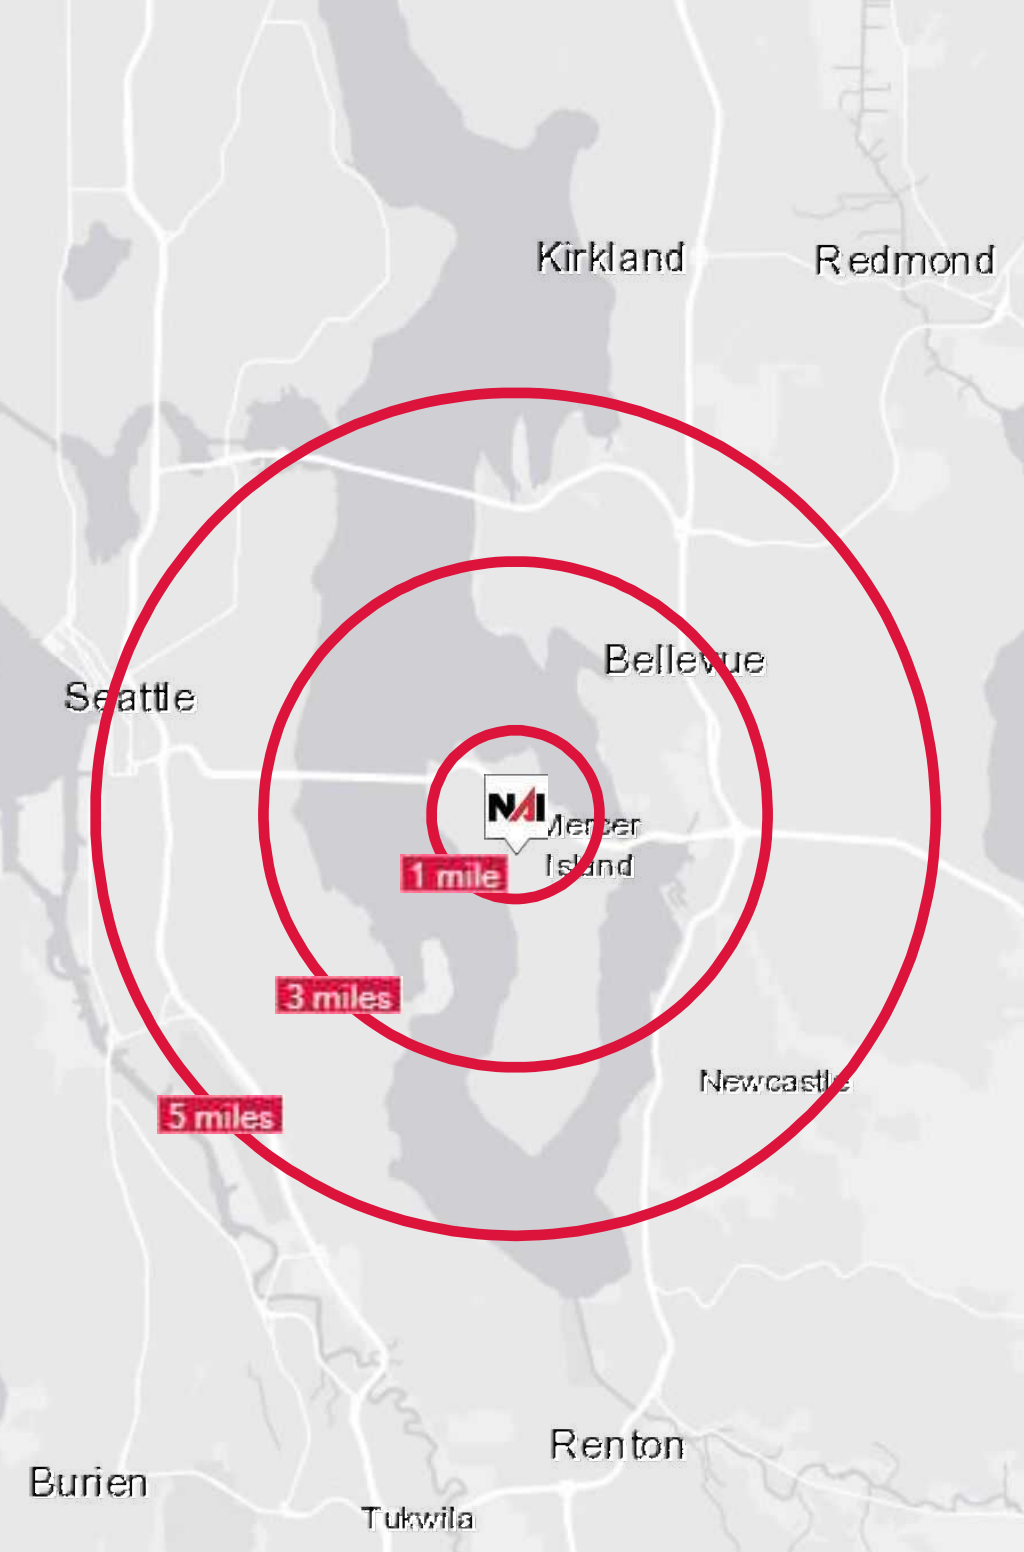 Kirkland
Redmond
Bellevue
Seattle
NAI
Mercer
Island
1 mile
3 miles
Newcastle
5 miles
Renton
Burien
Tukwila